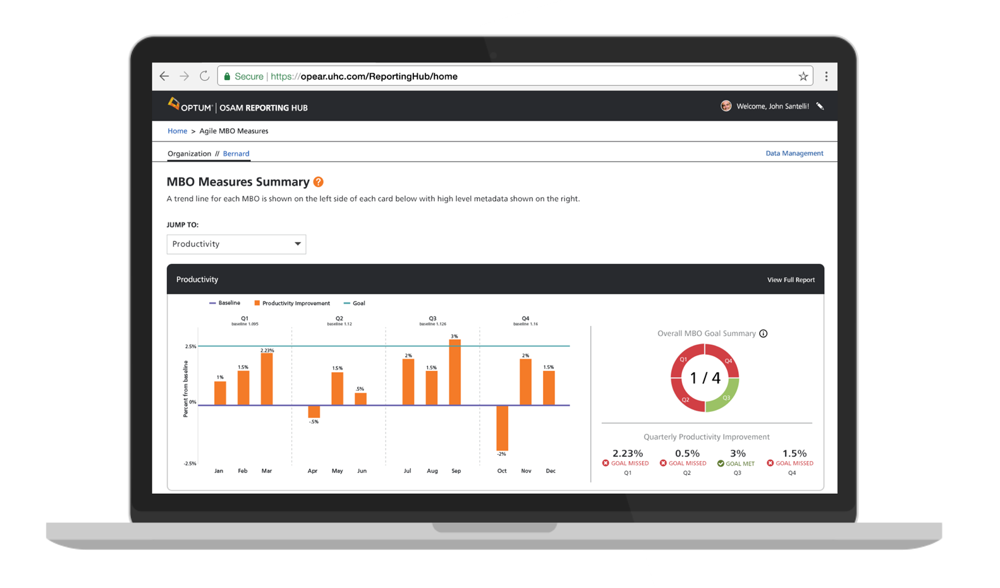 Secure | https://opear.uhc.com/ReportingHub/home
OPTUM® | OSAM REPORTING HUB
Welcome, John Santelli!
Home > Agile MBO Measures
Organization // Bernard
Data Management
MBO Measures Summary ?
A trend line for each MBO is shown on the left side of each card below with high level metadata shown on the right.
JUMP TO:
Productivity
Productivity
View Full Report
Baseline Productivity Improvement Goal
Q1 Q2 Q3 Q4
baseline 1.095 baseline 1.12 baseline 1.126 baseline 1.16
Percent from baseline
2.5%
0%
-2.5%
1% 1.5% 2.23% -.5% 1.5% .5% 2% 1.5% 3% -2% 2% 1.5%
Jan Feb Mar Apr May Jun Jul Aug Sep Oct Nov Dec
Overall MBO Goal Summary i
Q1 Q4
1 / 4
Q2 Q3
Quarterly Productivity Improvement
2.23% 0.5% 3% 1.5%
GOAL MISSED GOAL MISSED GOAL MET GOAL MISSED
Q1 Q2 Q3 Q4